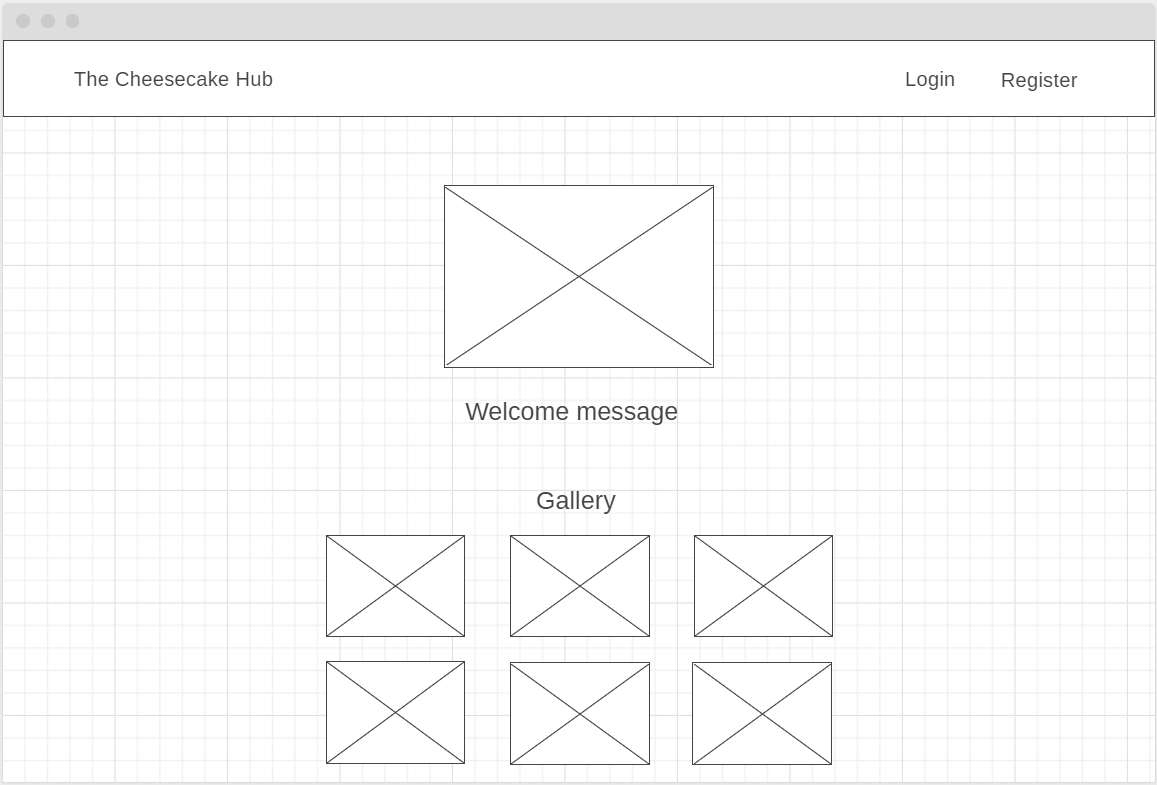 The Cheesecake Hub
Login
Register
Welcome message
Gallery